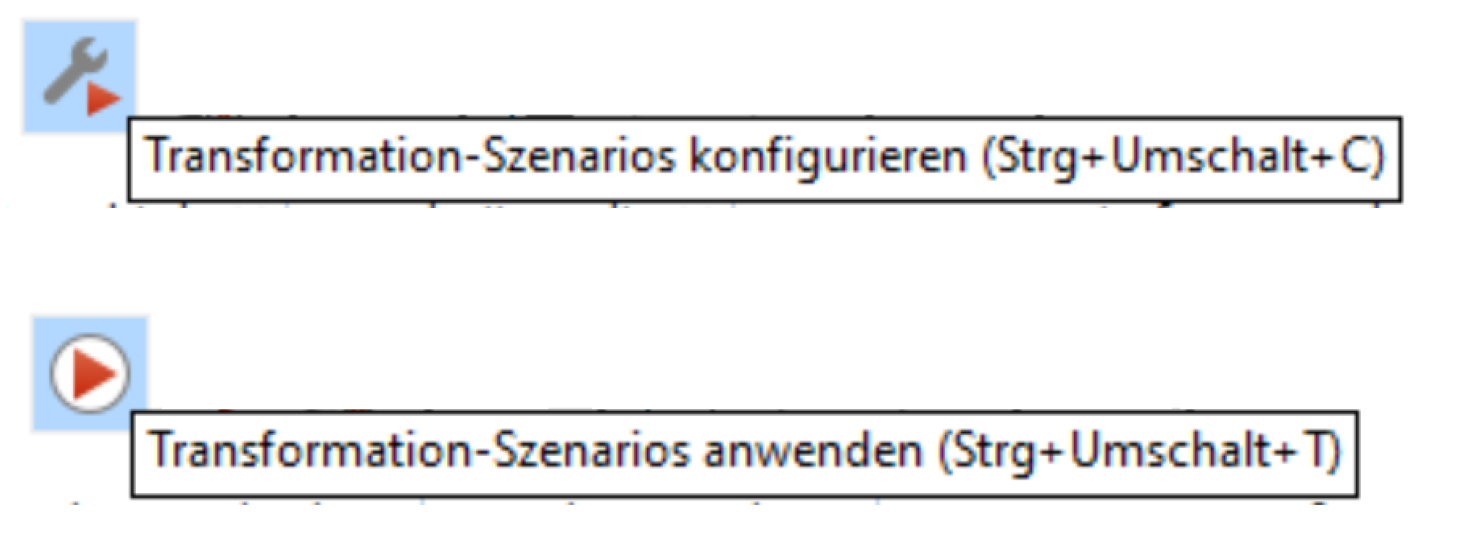 Transformation-Szenarios konfigurieren (Strg+Umschalt+C)
Transformation-Szenarios anwenden (Strg+Umschalt+T)